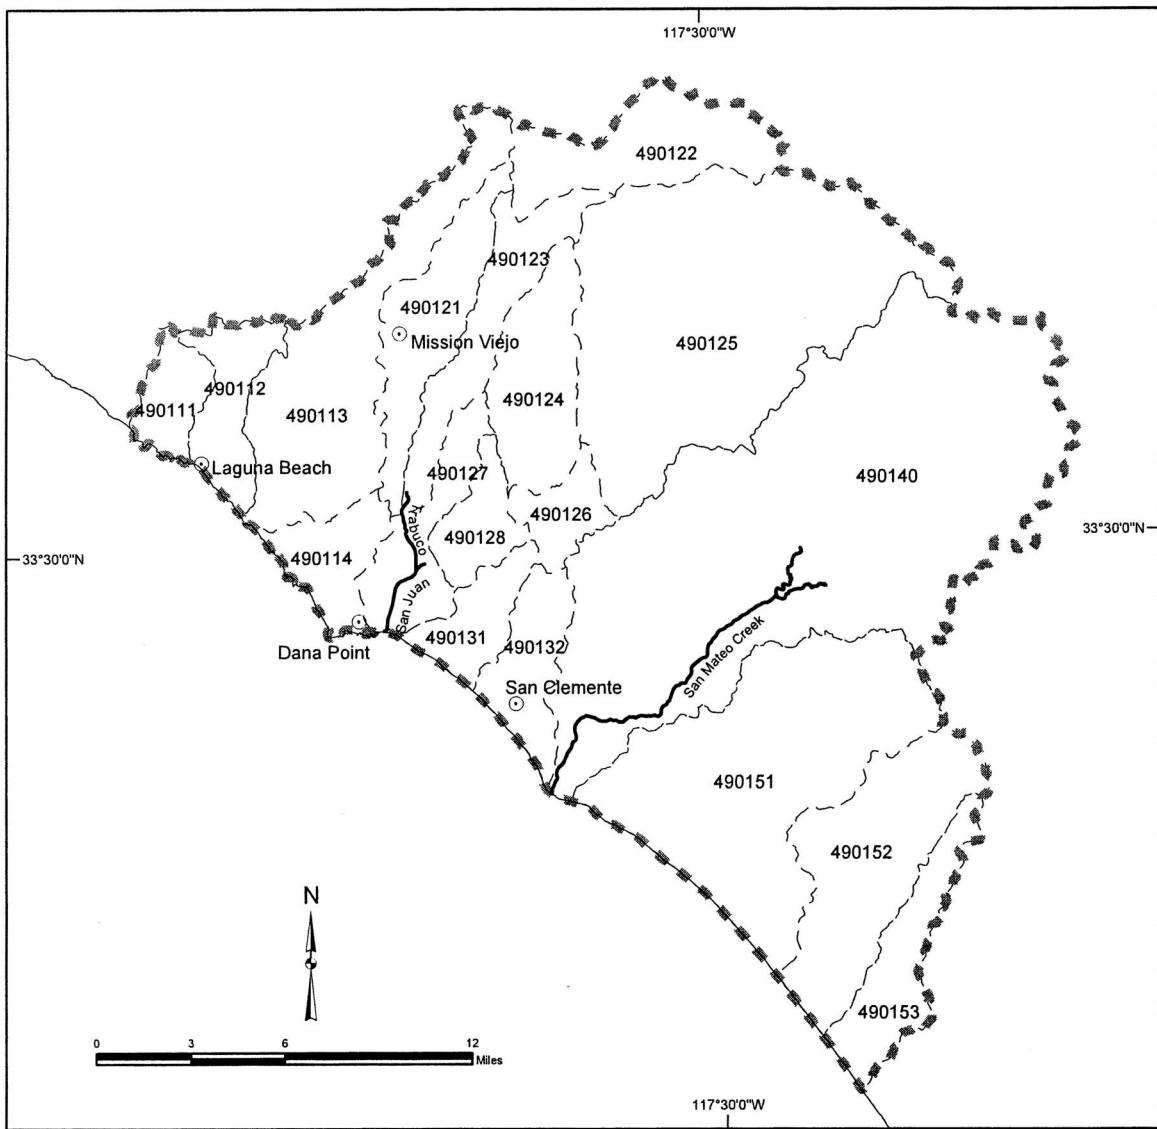 117°30'0"W
490122
490123
490121
Mission Viejo
490125
490112
490111
490113
490124
Laguna Beach
490127
490140
490126
Trabuco
490128
33°30'0"N
33°30'0"N
490114
San Juan
490131
490132
San Mateo Creek
Dana Point
San Clemente
490151
490152
N
490153
0 3 6 12
Miles
117°30'0"W